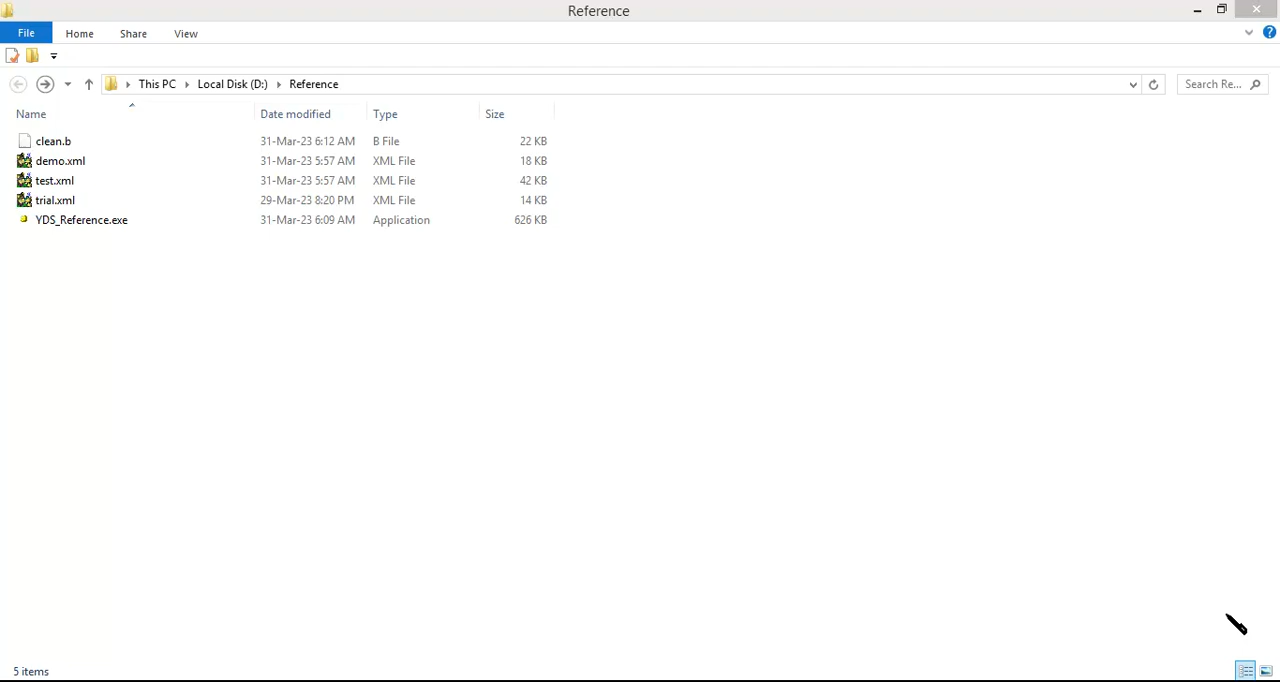 Reference
File Home Share View
This PC Local Disk (D:) Reference Search Re...
Name Date modified Type Size
clean.b 31-Mar-23 6:12 AM B File 22 KB
demo.xml 31-Mar-23 5:57 AM XML File 18 KB
test.xml 31-Mar-23 5:57 AM XML File 42 KB
trial.xml 29-Mar-23 8:20 PM XML File 14 KB
YDS_Reference.exe 31-Mar-23 6:09 AM Application 626 KB
5 items